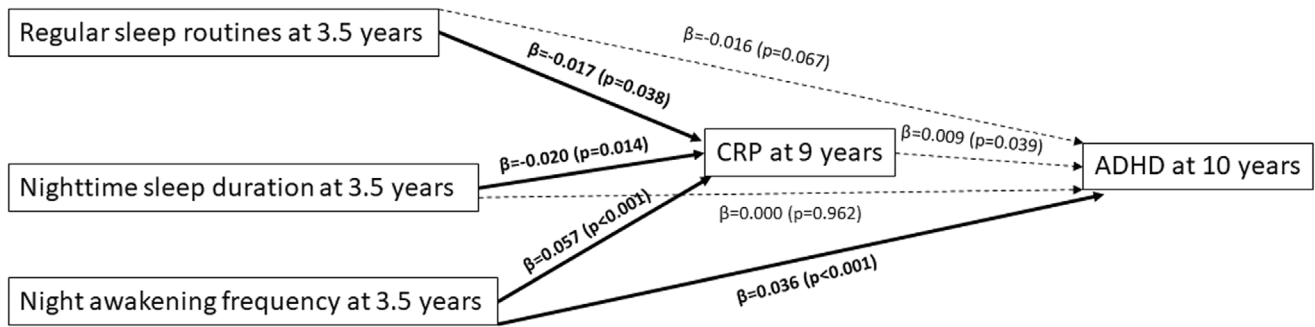 Regular sleep routines at 3.5 years
β=-0.016 (p=0.067)
β=-0.017 (p=0.038)
CRP at 9 years
β=0.009 (p=0.039)
ADHD at 10 years
β=-0.020 (p=0.014)
Nighttime sleep duration at 3.5 years
β=0.000 (p=0.962)
β=0.057 (p<0.001)
Night awakening frequency at 3.5 years
β=0.036 (p<0.001)